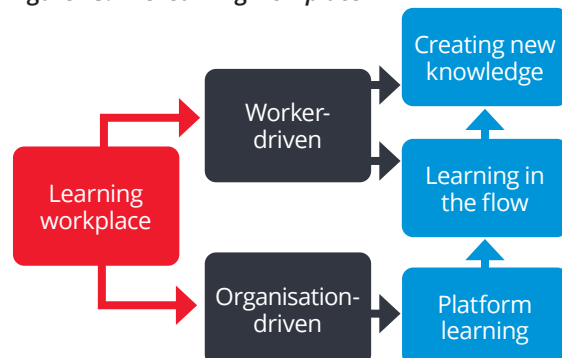 Creating new
knowledge
Worker-
driven
Learning
workplace
Learning in
the flow
Organisation-
driven
Platform
learning